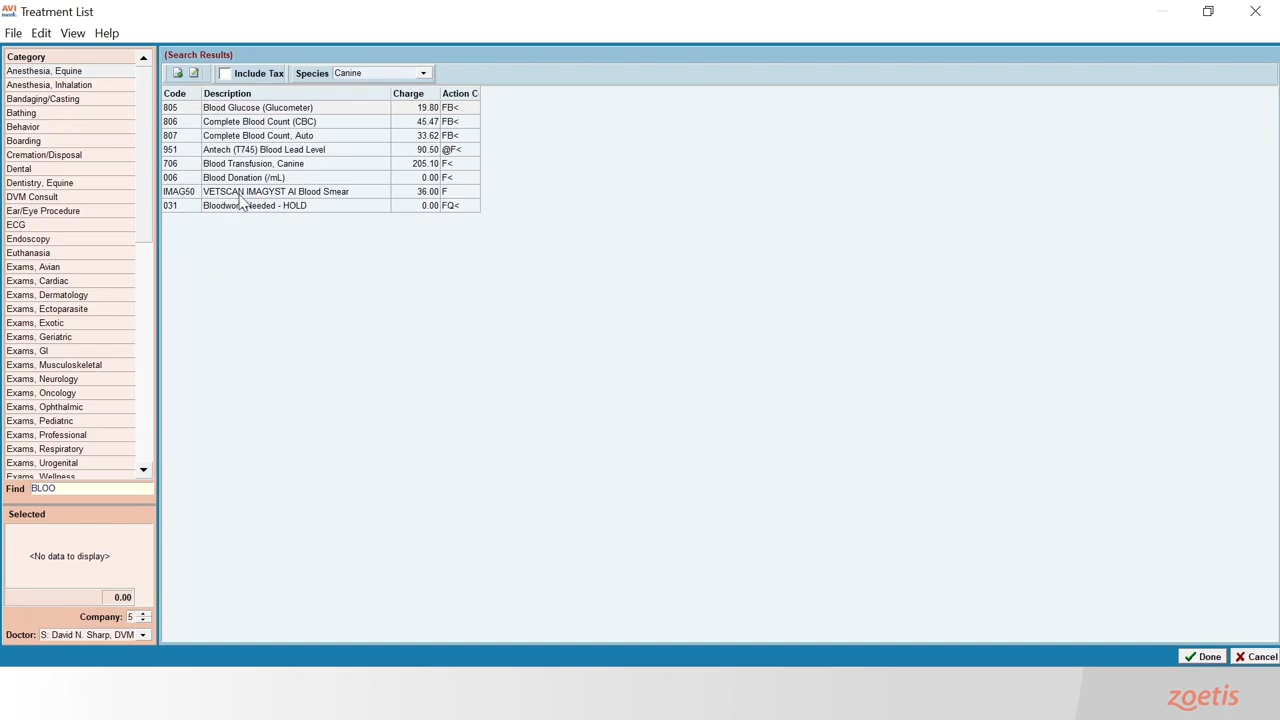 AVI mark Treatment List
File Edit View Help
Category
Anesthesia, Equine
Anesthesia, Inhalation
Bandaging/Casting
Bathing
Behavior
Boarding
Cremation/Disposal
Dental
Dentistry, Equine
DVM Consult
Ear/Eye Procedure
ECG
Endoscopy
Euthanasia
Exams, Avian
Exams, Cardiac
Exams, Dermatology
Exams, Ectoparasite
Exams, Exotic
Exams, Geriatric
Exams, GI
Exams, Musculoskeletal
Exams, Neurology
Exams, Oncology
Exams, Ophthalmic
Exams, Pediatric
Exams, Professional
Exams, Respiratory
Exams, Urogenital
Exams, Wellness
Find BLOO
Selected
<No data to display>
0.00
Company: 5
Doctor: S: David N. Sharp, DVM
(Search Results)
Include Tax Species Canine
Code Description Charge Action C
805 Blood Glucose (Glucometer) 19.80 FB<
806 Complete Blood Count (CBC) 45.47 FB<
807 Complete Blood Count, Auto 33.62 FB<
951 Antech (T745) Blood Lead Level 90.50 @F<
706 Blood Transfusion, Canine 205.10 F<
006 Blood Donation (/mL) 0.00 F<
IMAG50 VETSCAN IMAGYST AI Blood Smear 36.00 F
031 Bloodwork Needed - HOLD 0.00 FQ<
Done Cancel
zoetis